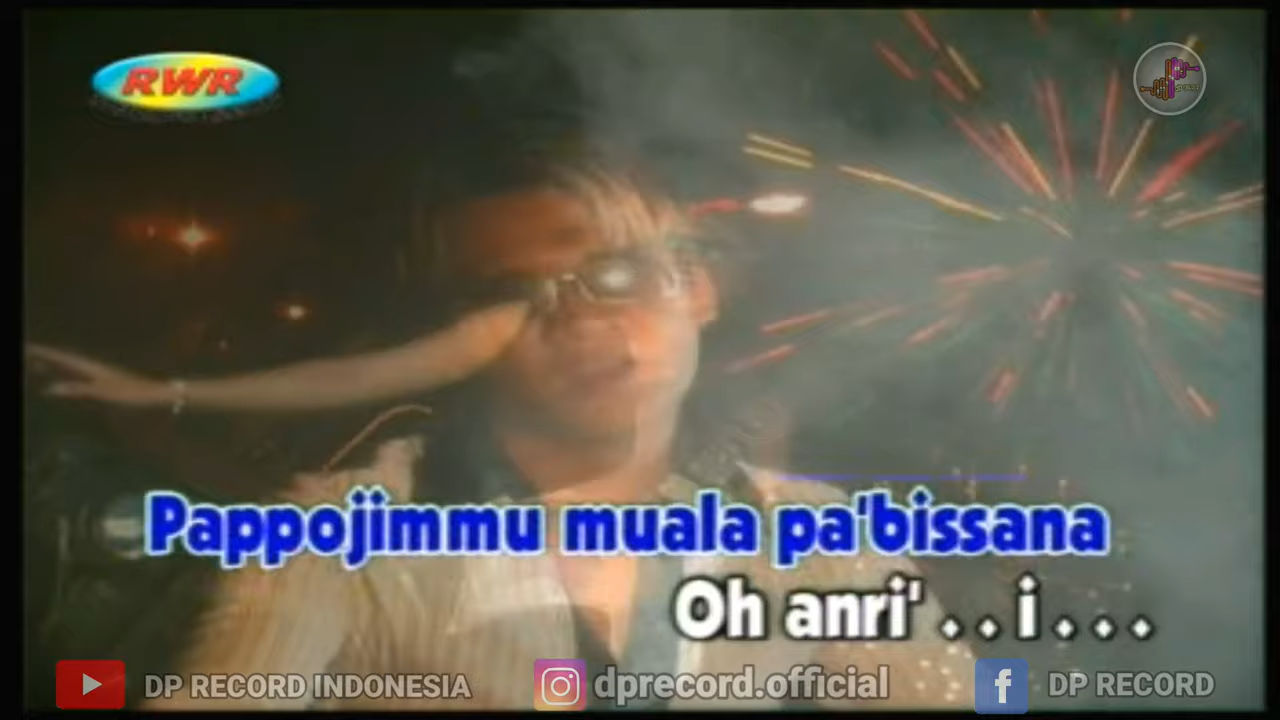 RWR
Pappojimmu muala pa'bissana
Oh anri' . . i . . .
DP RECORD INDONESIA
dprecord.official
DP RECORD